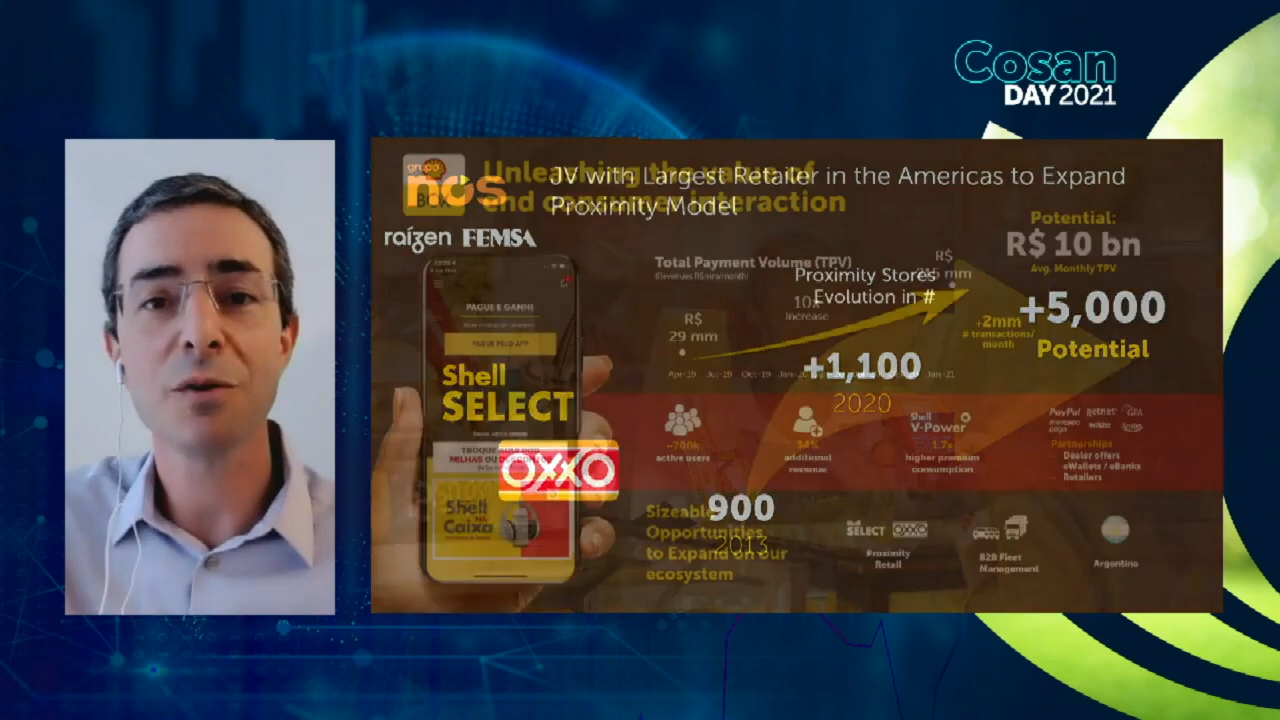 Cosan
DAY 2021
grupo
nós
BOX
Unleashing the value of
end consumer interaction
JV with Largest Retailer in the Americas to Expand
Proximity Model
raízen FEMSA
Potential:
R$ 10 bn
Avg. Monthly TPV
Total Payment Volume (TPV)
Proximity Stores
Evolution in #
R$
10x
Increase
R$
29 mm
+2mm
# transactions/
month
+5,000
Potential
Apr-19 Jul-19 Oct-19 Jan-21
+1,100
2020
PAGUE E GANHE
PAGUE PELO APP
Shell
SELECT
~700k
active users
34%
additional
revenue
Shell
V-Power
1.7x
higher premium
consumption
PayPal getnet GPA
mercado
pago
waze
Partnerships
Dealer offers
eWallets / eBanks
Retailers
OXXO
Shell
Caixa
900
2013
Sizeable
Opportunities
to Expand on our
ecosystem
Shell
SELECT OXXO
Proximity
Retail
B2B Fleet
Management
Argentina